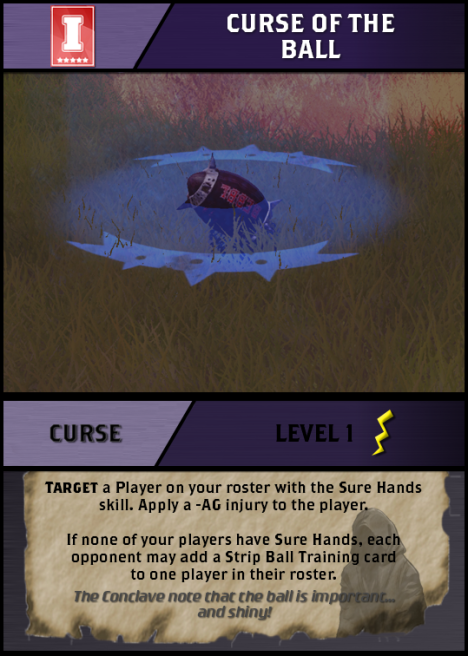 I
CURSE OF THE
BALL
CURSE
LEVEL 1
TARGET a Player on your roster with the Sure Hands
skill. Apply a -AG injury to the player.
If none of your players have Sure Hands, each
opponent may add a Strip Ball Training card
to one player in their roster.
The Conclave note that the ball is important...
and shiny!